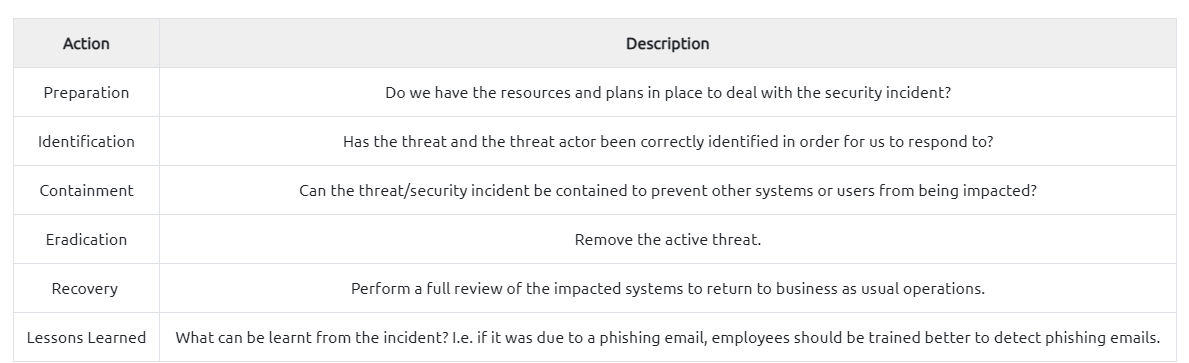 Action Description
Preparation Do we have the resources and plans in place to deal with the security incident?
Identification Has the threat and the threat actor been correctly identified in order for us to respond to?
Containment Can the threat/security incident be contained to prevent other systems or users from being impacted?
Eradication Remove the active threat.
Recovery Perform a full review of the impacted systems to return to business as usual operations.
Lessons Learned What can be learnt from the incident? I.e. if it was due to a phishing email, employees should be trained better to detect phishing emails.